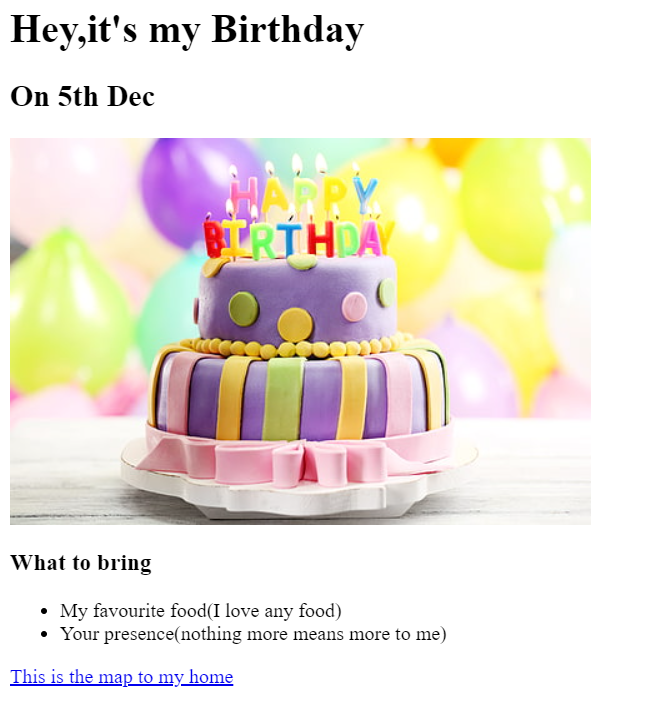 Hey,it's my Birthday
On 5th Dec
HAPPY
BIRTHDAY
What to bring
My favourite food(I love any food)
Your presence(nothing more means more to me)
This is the map to my home